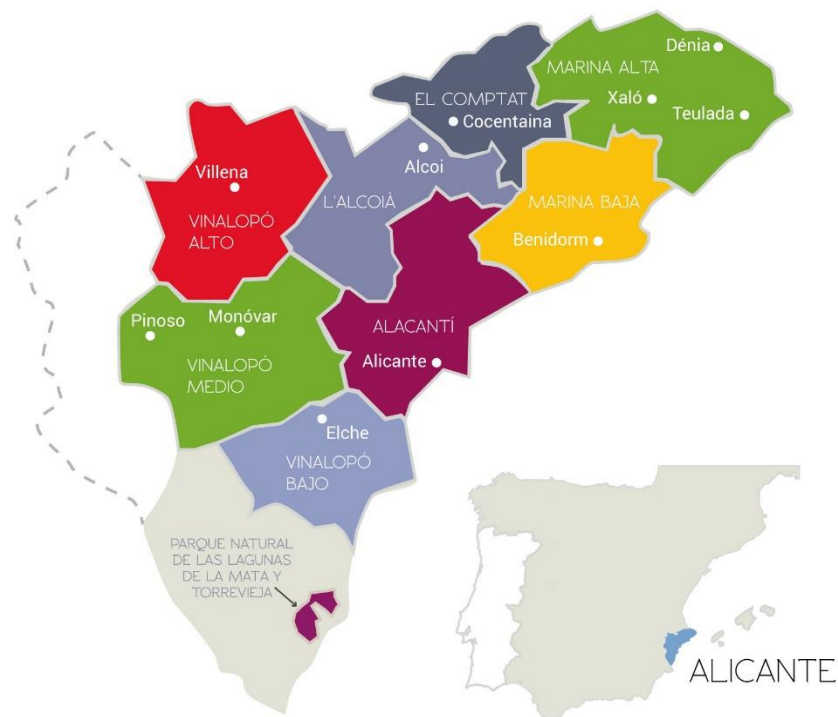 Dénia
MARINA ALTA
EL COMPTAT
Xaló
Cocentaina
Teulada
Alcoi
Villena
L'ALCOIÀ
MARINA BAJA
VINALOPÓ
ALTO
Benidorm
Pinoso
Monóvar
ALACANTÍ
Alicante
VINALOPÓ
MEDIO
Elche
VINALOPÓ
BAJO
PARQUE NATURAL
DE LAS LAGUNAS
DE LA MATA Y
TORREVIEJA
ALICANTE